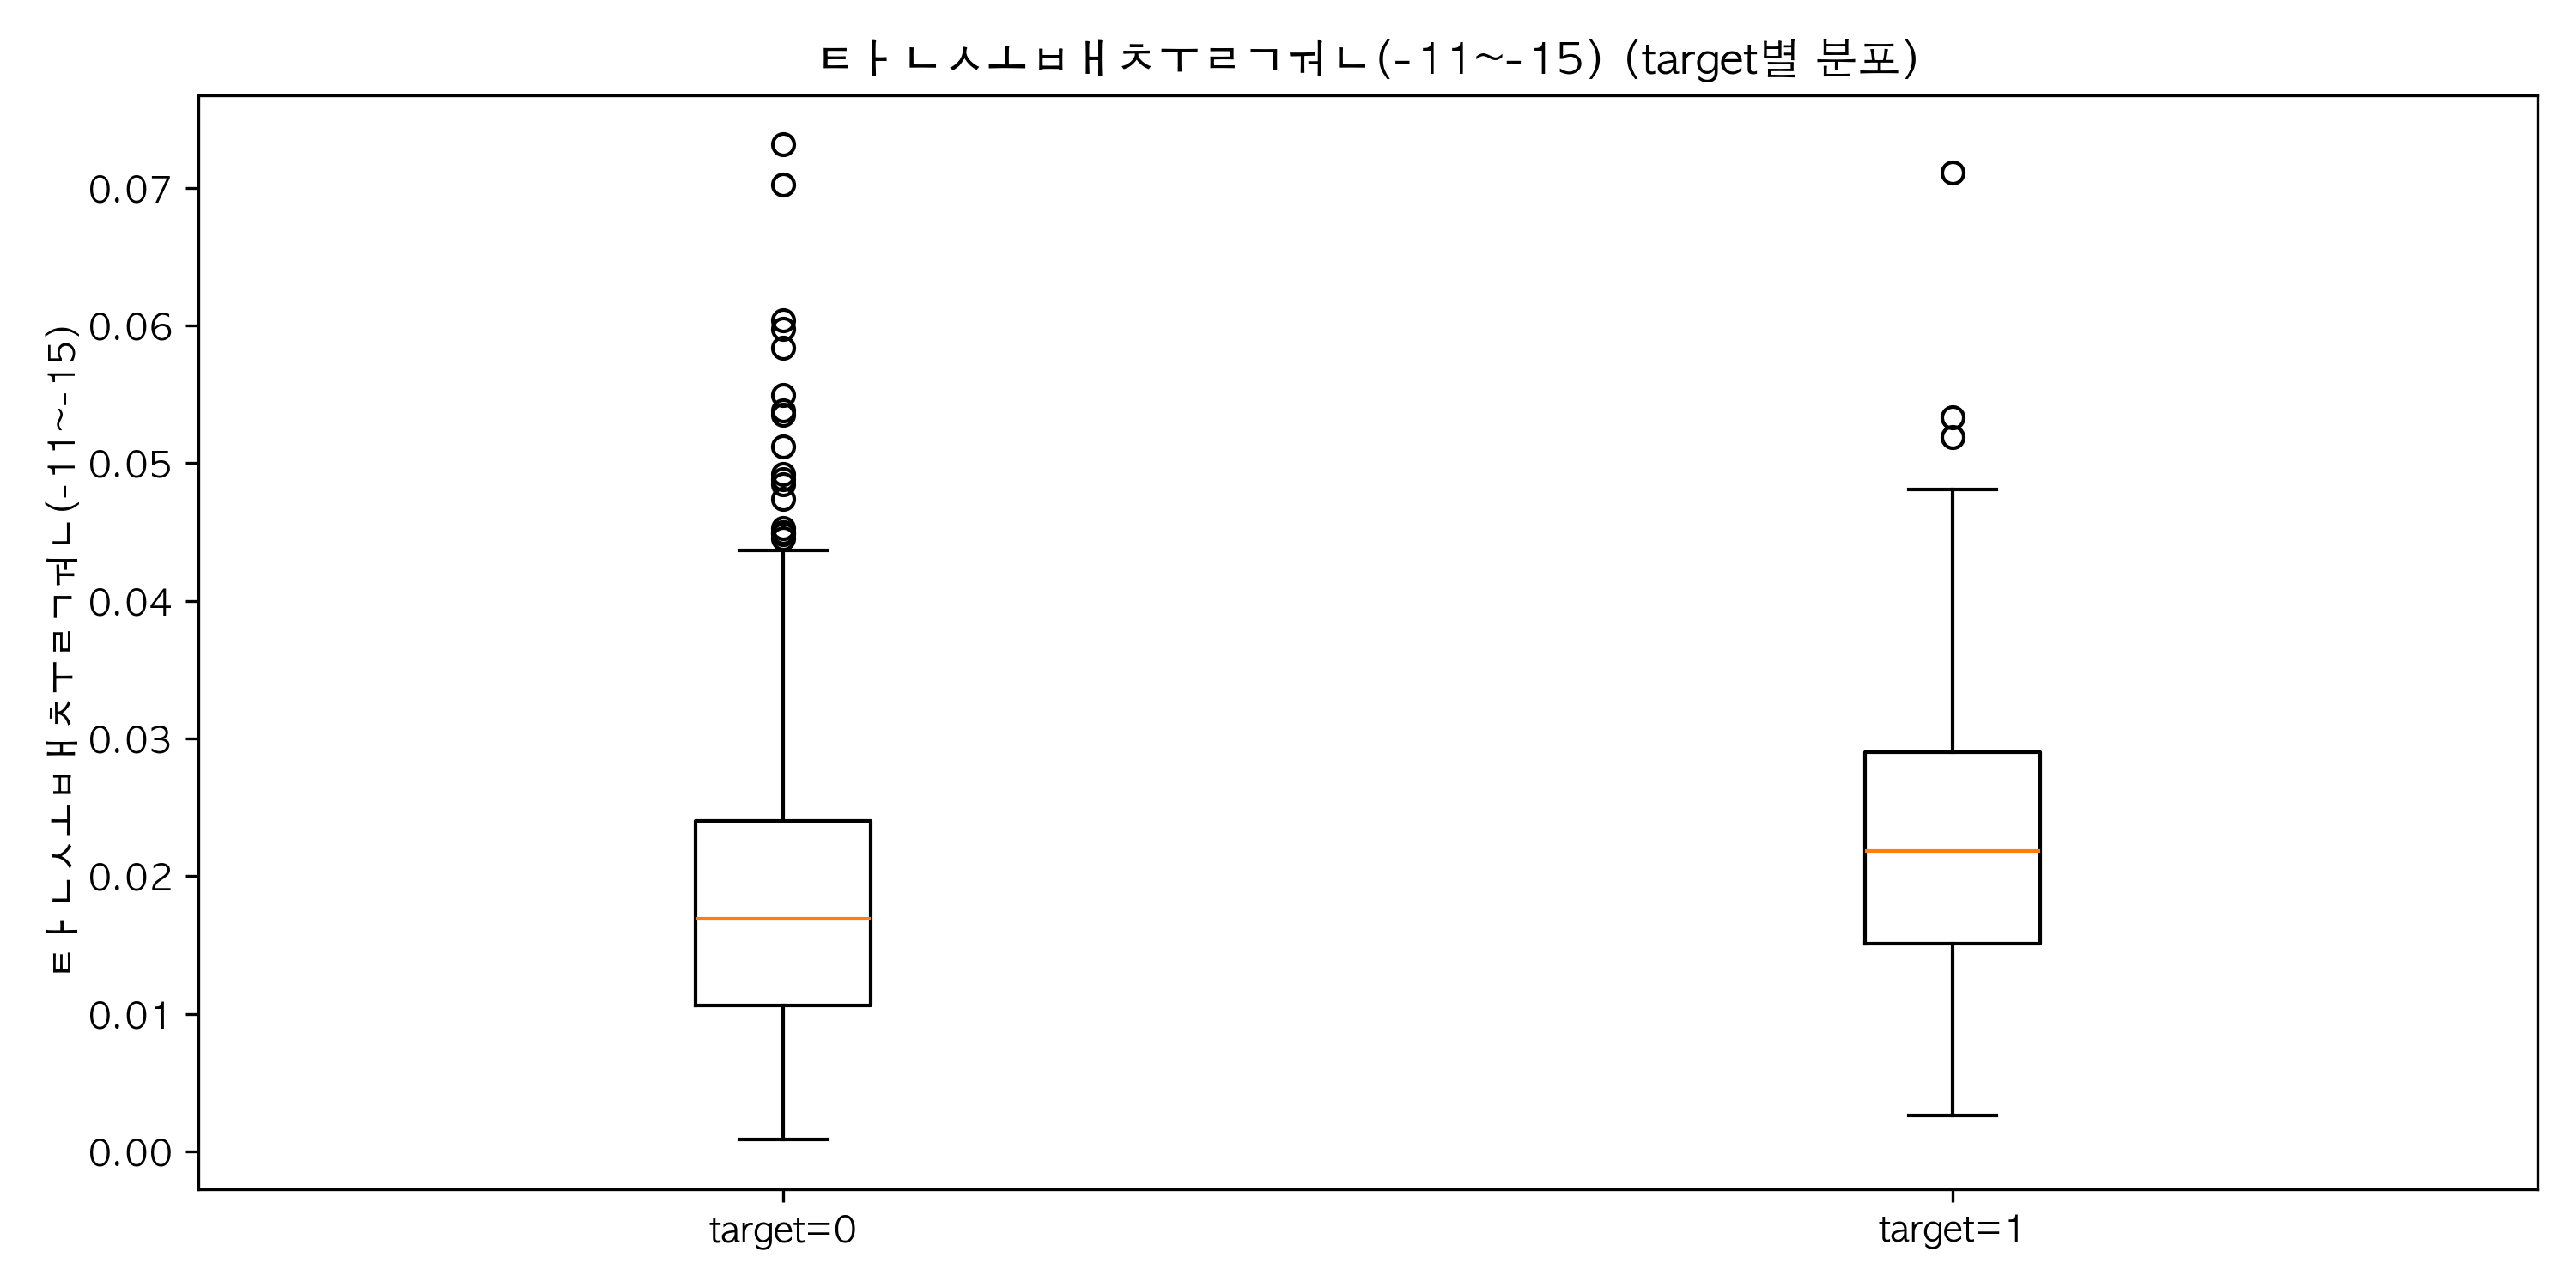 ㅌㅏㄴㅅㅗㅂㅐㅊㅜㄹㄱㅝㄴ(-11~-15) (target별 분포)
ㅌㅏㄴㅅㅗㅂㅐㅊㅜㄹㄱㅝㄴ(-11~-15)
0.07
0.06
0.05
0.04
0.03
0.02
0.01
0.00
target=0
target=1